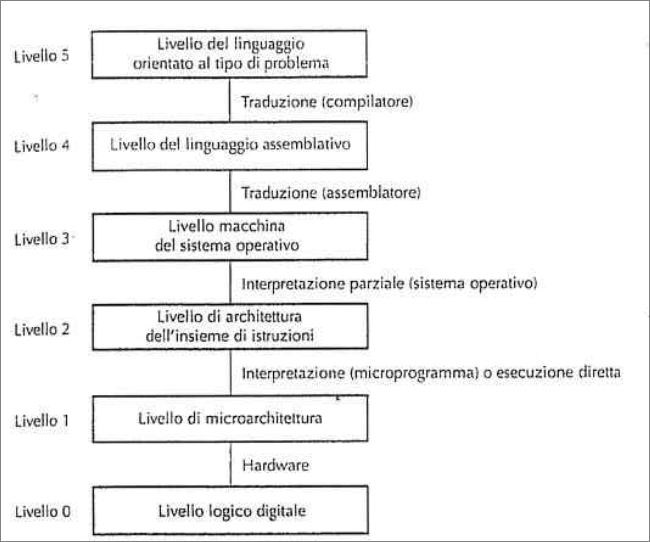 Livello 5
Livello del linguaggio
orientato al tipo di problema
Traduzione (compilatore)
Livello 4
Livello del linguaggio assemblativo
Traduzione (assemblatore)
Livello 3
Livello macchina
del sistema operativo
Interpretazione parziale (sistema operativo)
Livello 2
Livello di architettura
dell'insieme di istruzioni
Interpretazione (microprogramma) o esecuzione diretta
Livello 1
Livello di microarchitettura
Hardware
Livello 0
Livello logico digitale